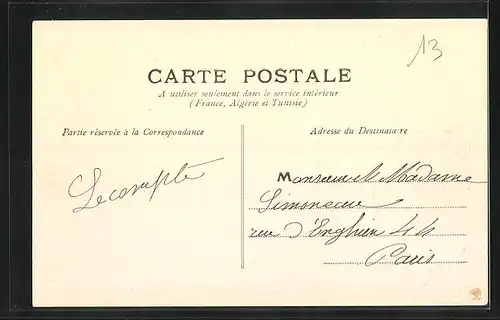 13
CARTE POSTALE
A utiliser seulement dans le service intérieur
(France, Algérie et Tunisie)
Partie réservée à la Correspondance
Adresse du Destinataire
Lecompte
Monsieur et Madame
Simoneau
rue d'Enghien 44
Paris